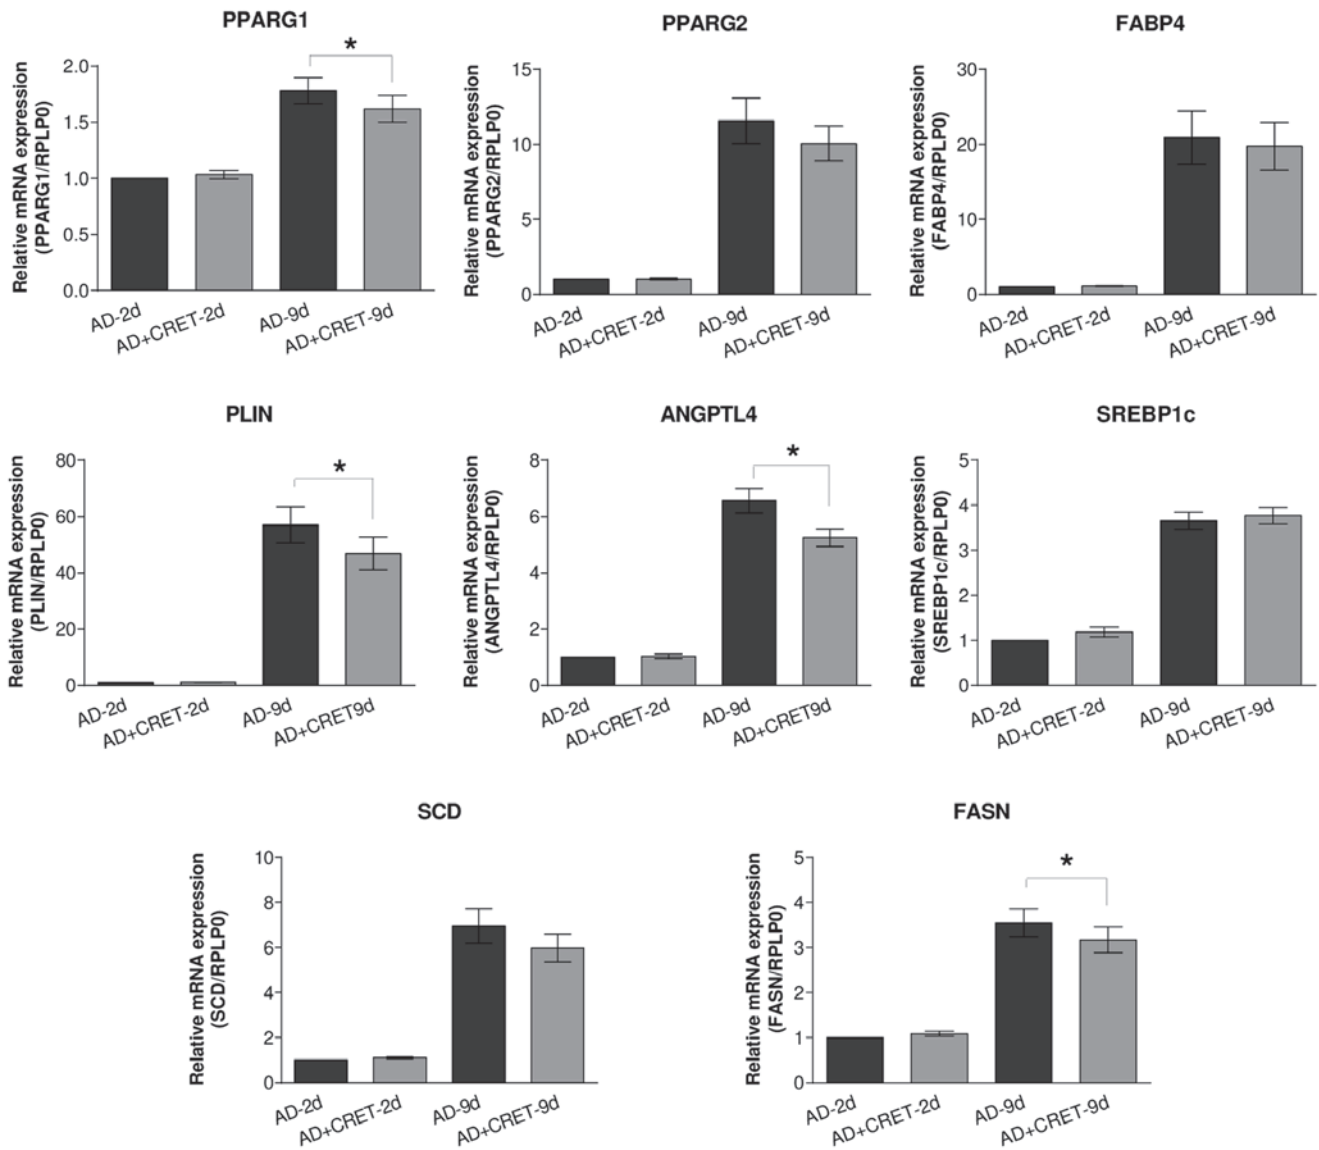 PPARG1
Relative mRNA expression
(PPARG1/RPLP0)
2.0
1.5
1.0
0.5
0.0
*
AD-2d
AD+CRET-2d
AD-9d
AD+CRET-9d
PPARG2
Relative mRNA expression
(PPARG2/RPLP0)
15
10
5
0
AD-2d
AD+CRET-2d
AD-9d
AD+CRET-9d
FABP4
Relative mRNA expression
(FABP4/RPLP0)
30
20
10
0
AD-2d
AD+CRET-2d
AD-9d
AD+CRET-9d
PLIN
Relative mRNA expression
(PLIN/RPLP0)
80
60
40
20
0
*
AD-2d
AD+CRET-2d
AD-9d
AD+CRET9d
ANGPTL4
Relative mRNA expression
(ANGPTL4/RPLP0)
8
6
4
2
0
*
AD-2d
AD+CRET-2d
AD-9d
AD+CRET9d
SREBP1c
Relative mRNA expression
(SREBP1c/RPLP0)
5
4
3
2
1
0
AD-2d
AD+CRET-2d
AD-9d
AD+CRET-9d
SCD
Relative mRNA expression
(SCD/RPLP0)
10
8
6
4
2
0
AD-2d
AD+CRET-2d
AD-9d
AD+CRET-9d
FASN
Relative mRNA expression
(FASN/RPLP0)
5
4
3
2
1
0
*
AD-2d
AD+CRET-2d
AD-9d
AD+CRET-9d